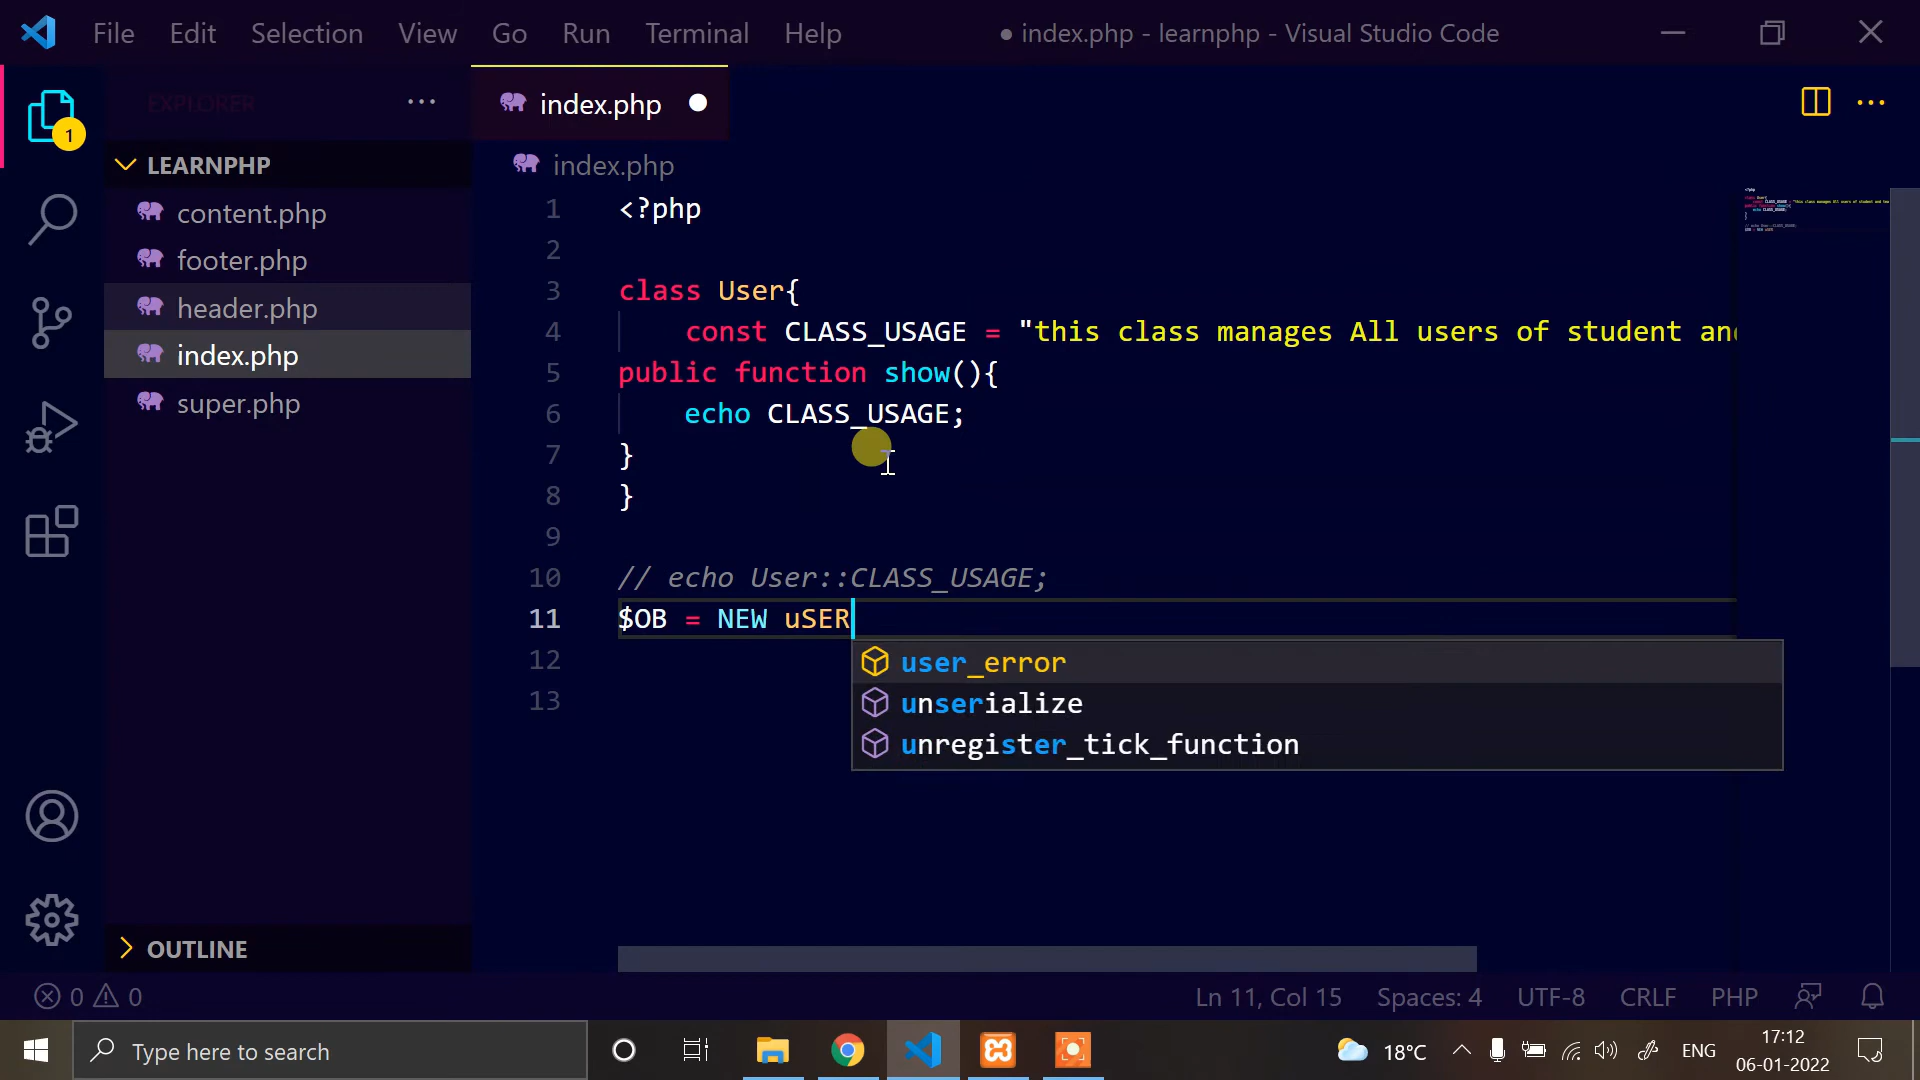 File Edit Selection View Go Run Terminal Help
● index.php - learnphp - Visual Studio Code
EXPLORER
index.php
1
LEARNPHP
content.php
footer.php
header.php
index.php
super.php
OUTLINE
index.php
1 <?php
2
3 class User{
4 const CLASS_USAGE = "this class manages All users of student and
5 public function show(){
6 echo CLASS_USAGE;
7 }
8 }
9
10 // echo User::CLASS_USAGE;
11 $OB = NEW uSER
12
13
user_error
unserialize
unregister_tick_function
0 0
Ln 11, Col 15 Spaces: 4 UTF-8 CRLF PHP
Type here to search
18°C ENG
17:12
06-01-2022